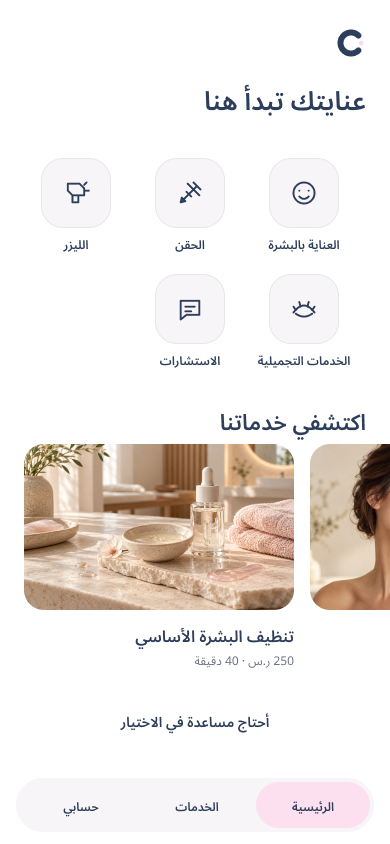 عنايتك تبدأ هنا
العناية بالبشرة
الحقن
الليزر
الخدمات التجميلية
الاستشارات
اكتشفي خدماتنا
تنظيف البشرة الأساسي
250 ر.س · 40 دقيقة
أحتاج مساعدة في الاختيار
الرئيسية
الخدمات
حسابي